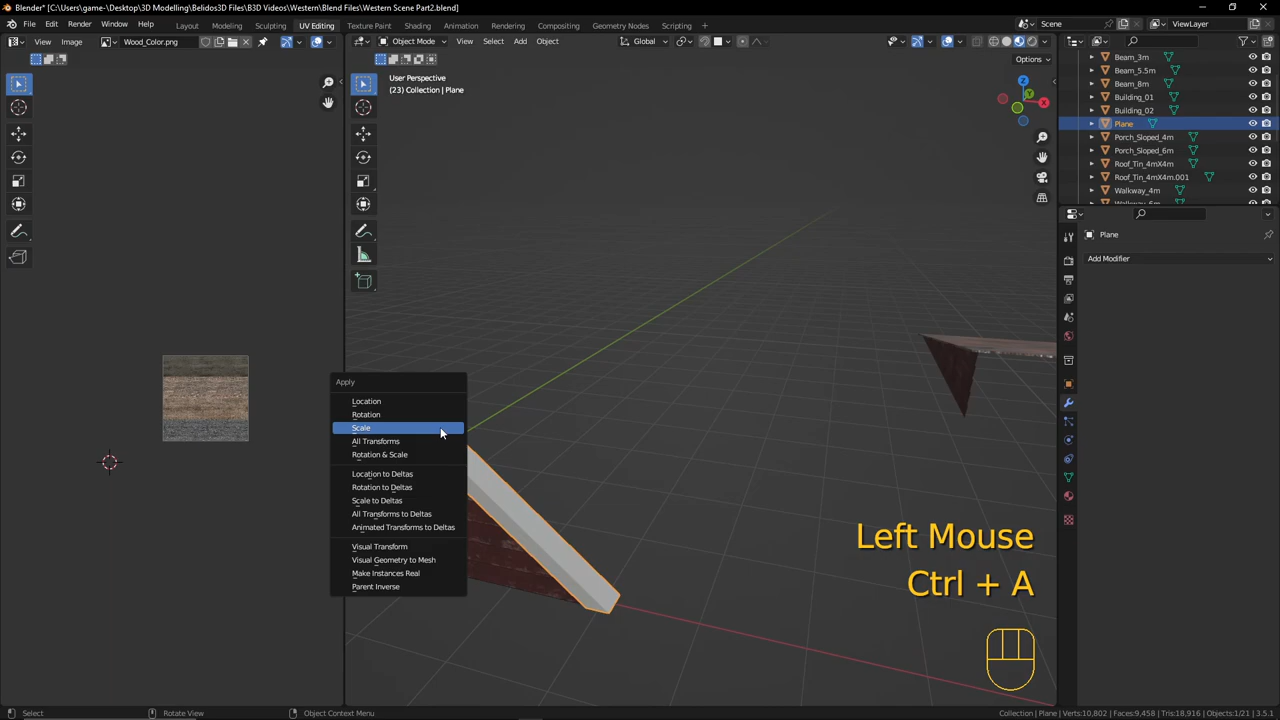 Blender* [C:\Users\game-\Desktop\3D Modelling\Belidos3D Files\B3D Videos\Western\Blend Files\Western Scene Part2.blend]
File Edit Render Window Help Layout Modeling Sculpting UV Editing Texture Paint Shading Animation Rendering Compositing Geometry Nodes Scripting Scene ViewLayer
View Image Wood_Color.png Object Mode View Select Add Object Global
Options
User Perspective
(23) Collection | Plane
Beam_3m
Beam_5.5m
Beam_8m
Building_01
Building_02
Plane
Porch_Sloped_4m
Porch_Sloped_6m
Roof_Tin_4mX4m
Roof_Tin_4mX4m.001
Walkway_4m
Plane
Add Modifier
Z
Y
X
Apply
Location
Rotation
Scale
All Transforms
Rotation & Scale
Location to Deltas
Rotation to Deltas
Scale to Deltas
All Transforms to Deltas
Animated Transforms to Deltas
Visual Transform
Visual Geometry to Mesh
Make Instances Real
Parent Inverse
Left Mouse
Ctrl + A
Select Rotate View Object Context Menu Collection | Plane | Verts:10,802 | Faces:9,458 | Tris:18,916 | Objects:1/21 | 3.5.1